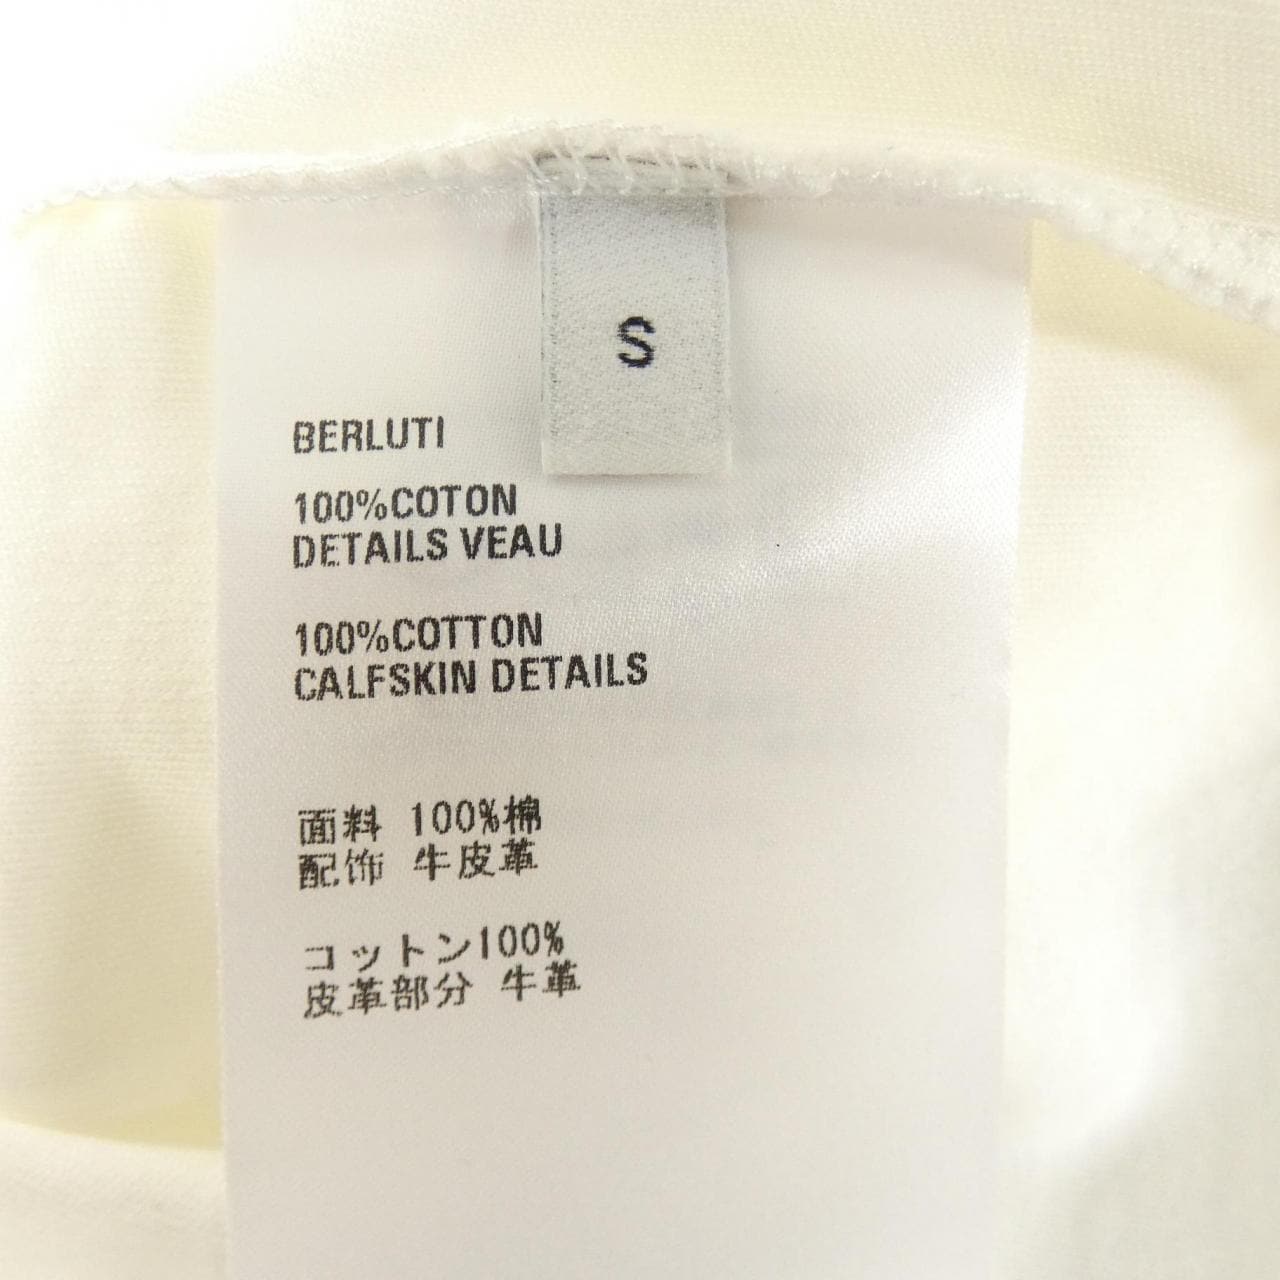 S
BERLUTI
100%COTON
DETAILS VEAU
100%COTTON
CALFSKIN DETAILS
面料 100%棉
配饰 牛皮革
コットン100%
皮革部分 牛革